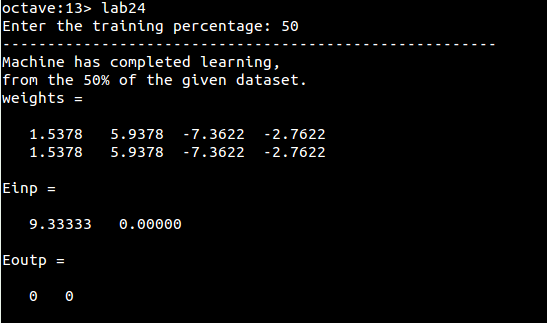 octave:13> lab24
Enter the training percentage: 50
-------------------------------------------------------
Machine has completed learning,
from the 50% of the given dataset.
weights =
1.5378 5.9378 -7.3622 -2.7622
1.5378 5.9378 -7.3622 -2.7622
Einp =
9.33333 0.00000
Eoutp =
0 0